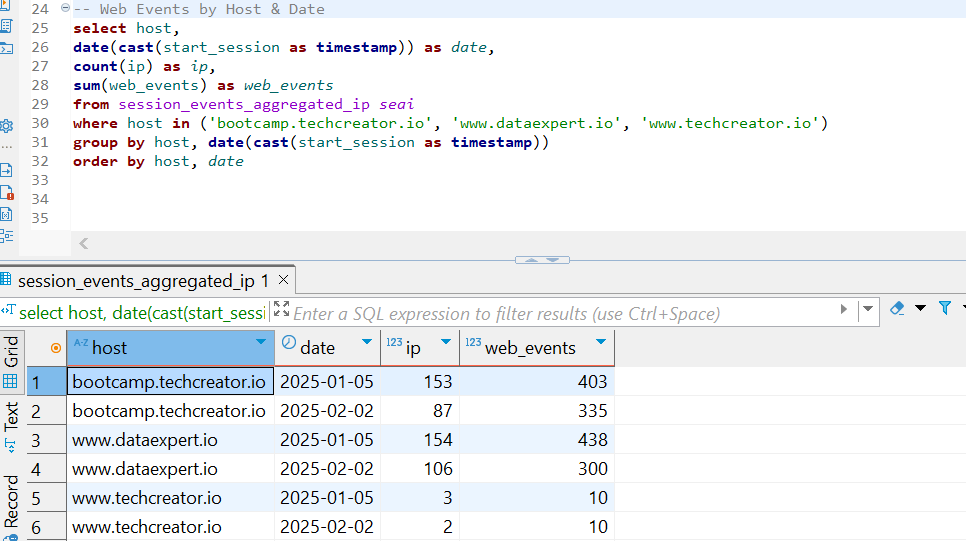 24 -- Web Events by Host & Date
25 select host,
26 date(cast(start_session as timestamp)) as date,
27 count(ip) as ip,
28 sum(web_events) as web_events
29 from session_events_aggregated_ip seai
30 where host in ('bootcamp.techcreator.io', 'www.dataexpert.io', 'www.techcreator.io')
31 group by host, date(cast(start_session as timestamp))
32 order by host, date
33
34
35
session_events_aggregated_ip 1
select host, date(cast(start_sessi Enter a SQL expression to filter results (use Ctrl+Space)
Grid
Text
Record
A-Z host date 123 ip 123 web_events
1 bootcamp.techcreator.io 2025-01-05 153 403
2 bootcamp.techcreator.io 2025-02-02 87 335
3 www.dataexpert.io 2025-01-05 154 438
4 www.dataexpert.io 2025-02-02 106 300
5 www.techcreator.io 2025-01-05 3 10
6 www.techcreator.io 2025-02-02 2 10